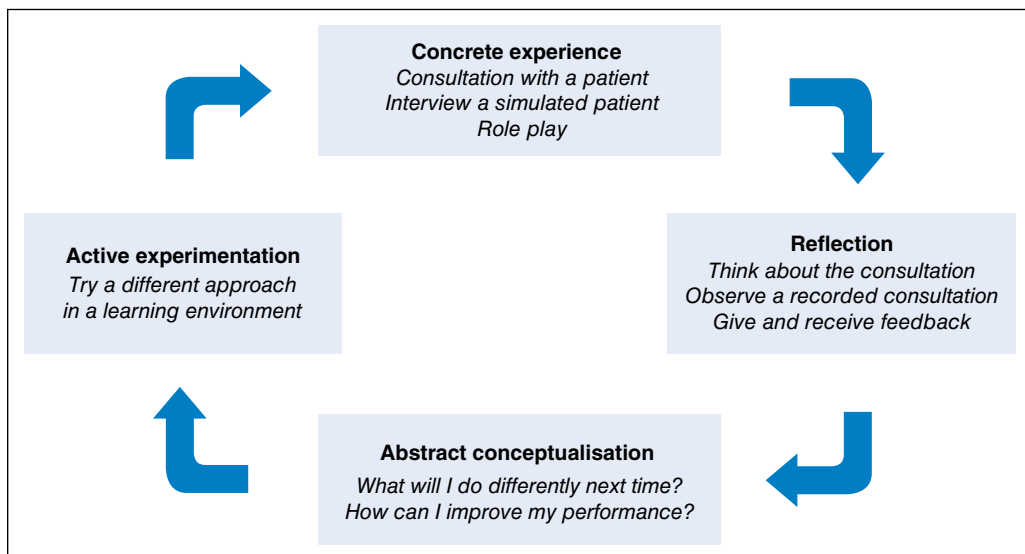 Concrete experience
Consultation with a patient
Interview a simulated patient
Role play
Reflection
Think about the consultation
Observe a recorded consultation
Give and receive feedback
Abstract conceptualisation
What will I do differently next time?
How can I improve my performance?
Active experimentation
Try a different approach
in a learning environment